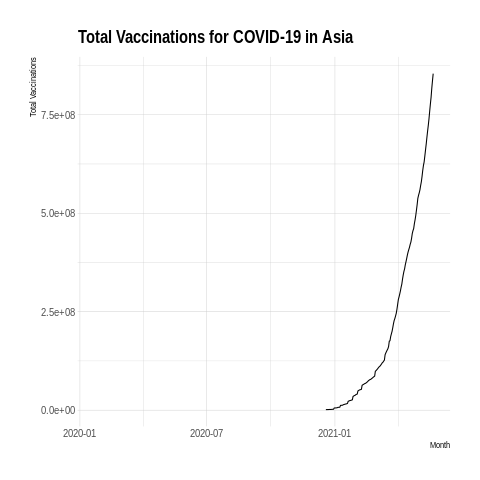 Total Vaccinations for COVID-19 in Asia
Total Vaccinations
7.5e+08
5.0e+08
2.5e+08
0.0e+00
2020-01
2020-07
2021-01
Month